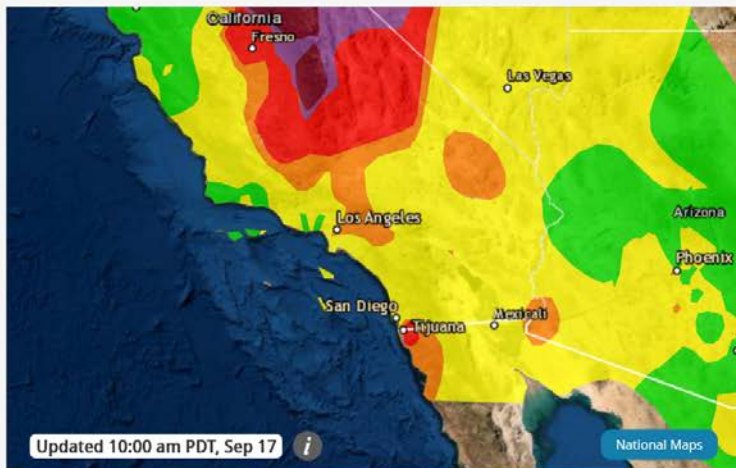 California
Fresno
Las Vegas
Los Angeles
Arizona
Phoenix
San Diego
Tijuana
Mexicali
Updated 10:00 am PDT, Sep 17
i
National Maps